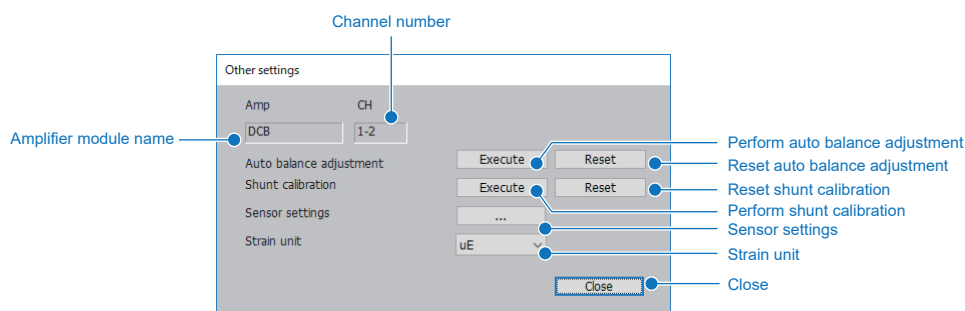 Channel number
Other settings
Amp CH
Amplifier module name DCB 1-2
Auto balance adjustment Execute Reset Perform auto balance adjustment
Reset auto balance adjustment
Shunt calibration Execute Reset Reset shunt calibration
Perform shunt calibration
Sensor settings ... Sensor settings
Strain unit uE Strain unit
Close Close